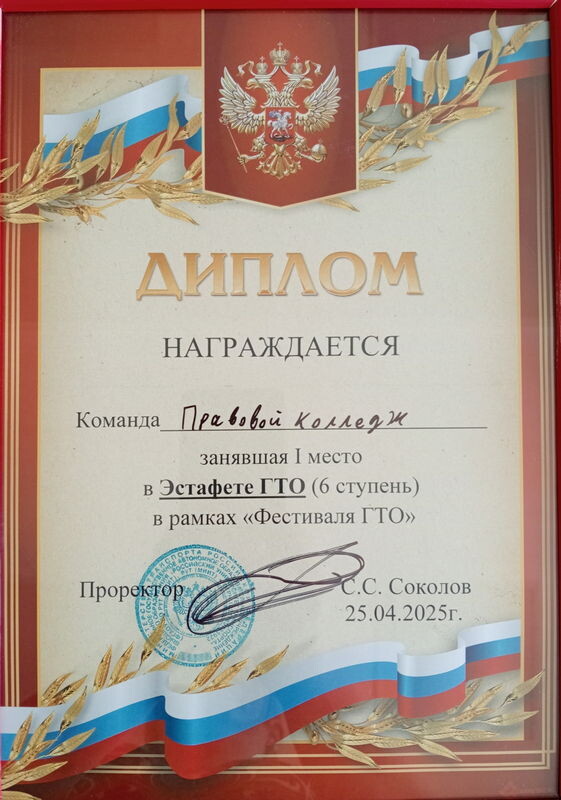 ДИПЛОМ
НАГРАЖДАЕТСЯ
Команда Правовой колледж
занявшая I место
в Эстафете ГТО (6 ступень)
в рамках «Фестиваля ГТО»
Проректор С.С. Соколов
25.04.2025г.